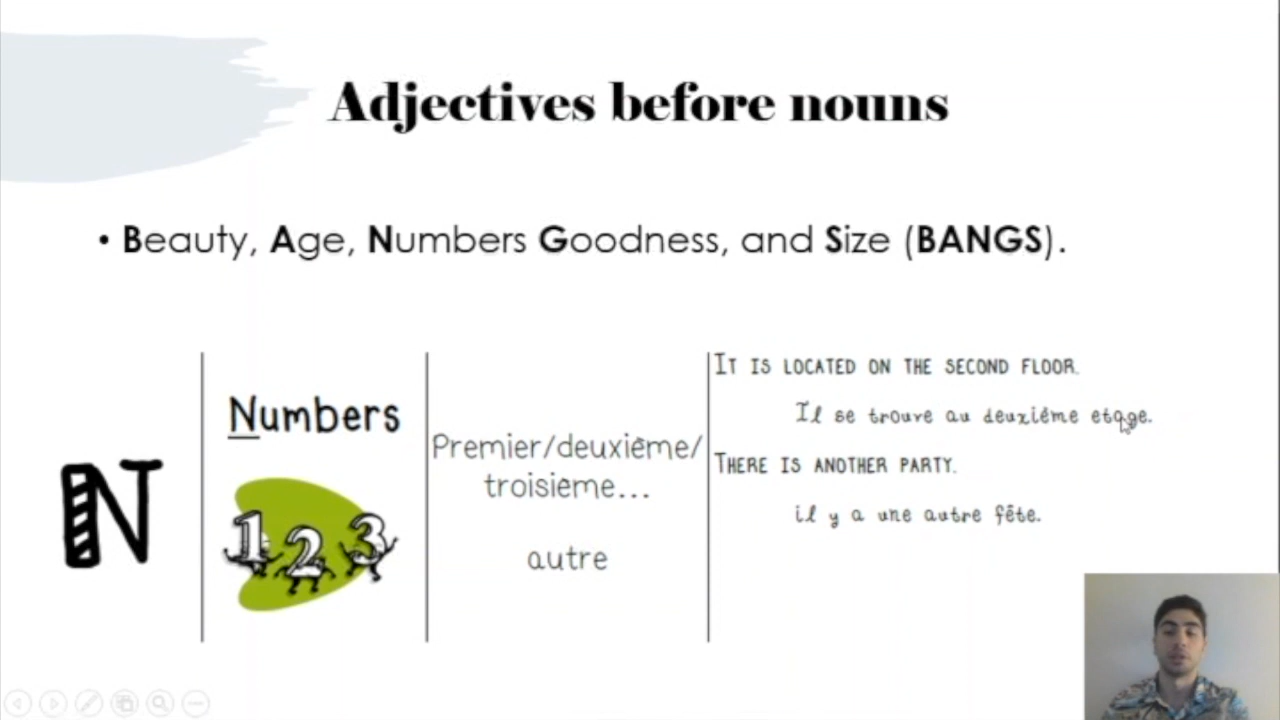 Adjectives before nouns
• Beauty, Age, Numbers Goodness, and Size (BANGS).
N
Numbers
1 2 3
Premier/deuxième/
troisième...
autre
IT IS LOCATED ON THE SECOND FLOOR.
Il se trouve au deuxième etage.
THERE IS ANOTHER PARTY.
il y a une autre fête.